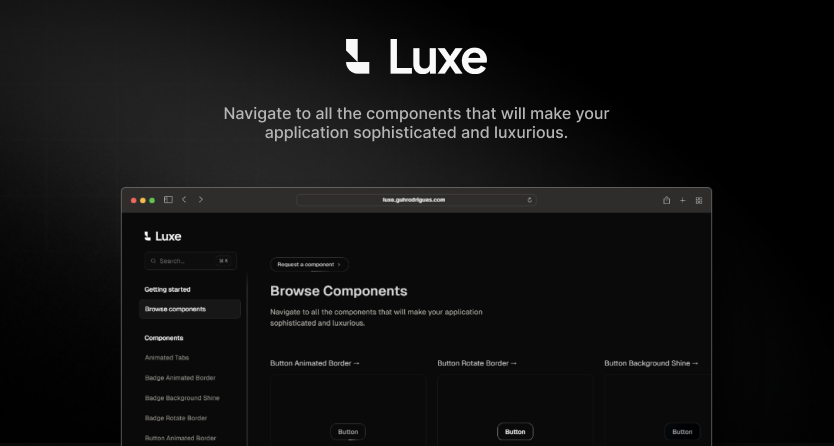 Luxe
Navigate to all the components that will make your
application sophisticated and luxurious.
luxe.guhrodrigues.com
Luxe
Search...
⌘ K
Getting started
Browse components
Components
Animated Tabs
Badge Animated Border
Badge Background Shine
Badge Rotate Border
Button Animated Border
Request a component ›
Browse Components
Navigate to all the components that will make your application
sophisticated and luxurious.
Button Animated Border →
Button Rotate Border →
Button Background Shine →
Button
Button
Button